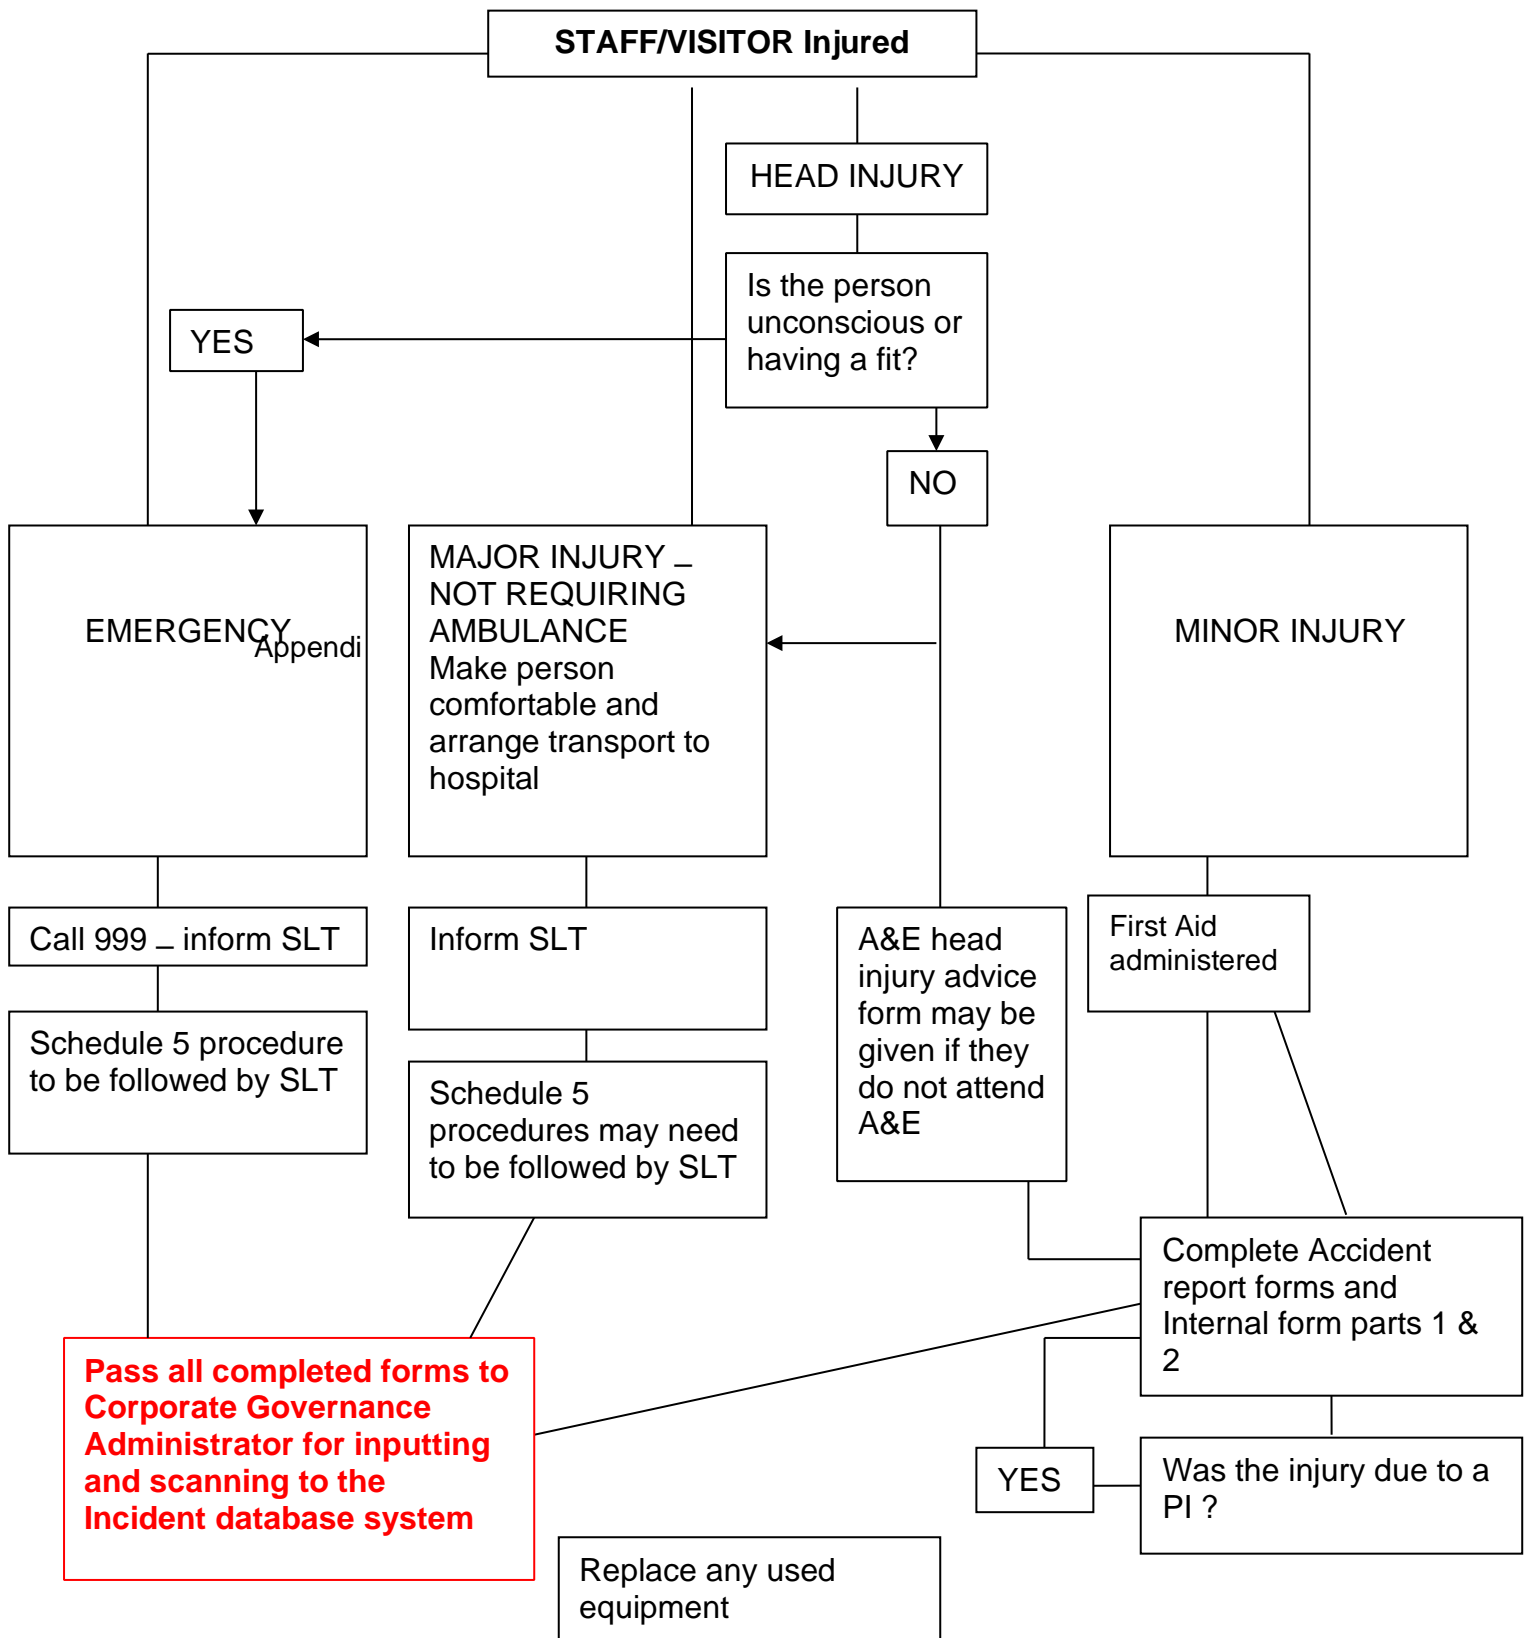 STAFF/VISITOR Injured
HEAD INJURY
Is the person
unconscious or
having a fit?
YES
NO
EMERGENCY
Appendi
MAJOR INJURY –
NOT REQUIRING
AMBULANCE
Make person
comfortable and
arrange transport to
hospital
MINOR INJURY
Call 999 – inform SLT
Inform SLT
A&E head
injury advice
form may be
given if they
do not attend
A&E
First Aid
administered
Schedule 5 procedure
to be followed by SLT
Schedule 5
procedures may need
to be followed by SLT
Complete Accident
report forms and
Internal form parts 1 &
2
Pass all completed forms to
Corporate Governance
Administrator for inputting
and scanning to the
Incident database system
YES
Was the injury due to a
PI ?
Replace any used
equipment